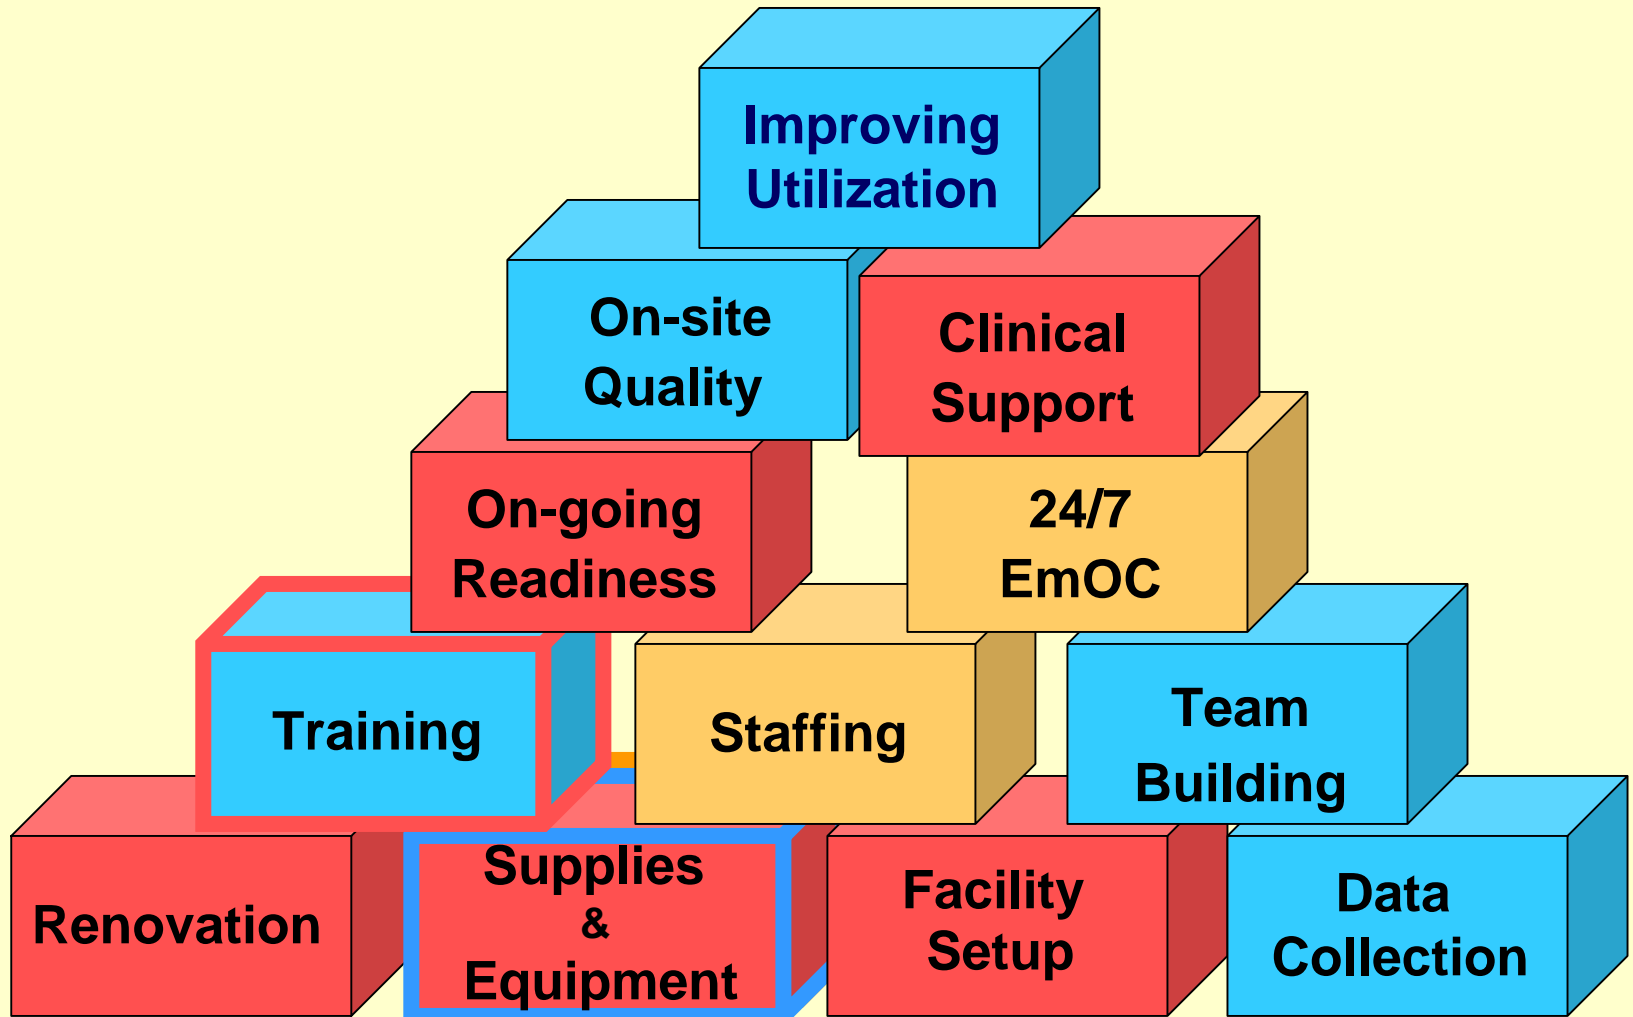 Improving
Utilization
On-site
Quality
Clinical
Support
On-going
Readiness
24/7
EmOC
Training
Staffing
Team
Building
Renovation
Supplies
&
Equipment
Facility
Setup
Data
Collection